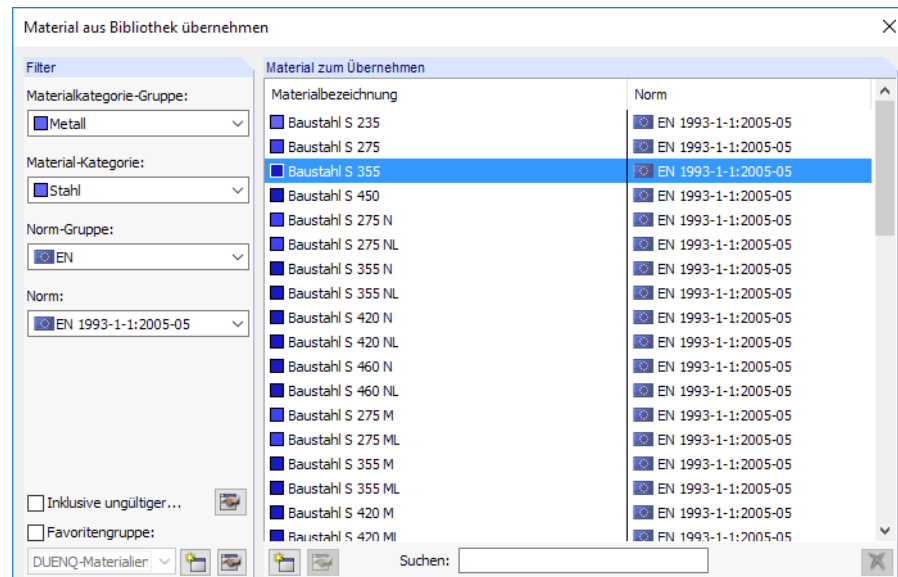 Material aus Bibliothek übernehmen
Filter
Materialkategorie-Gruppe:
Metall
Material-Kategorie:
Stahl
Norm-Gruppe:
EN
Norm:
EN 1993-1-1:2005-05
Inklusive ungültiger...
Favoritengruppe:
DUENQ-Materialien
Material zum Übernehmen
Materialbezeichnung Norm
Baustahl S 235 EN 1993-1-1:2005-05
Baustahl S 275 EN 1993-1-1:2005-05
Baustahl S 355 EN 1993-1-1:2005-05
Baustahl S 450 EN 1993-1-1:2005-05
Baustahl S 275 N EN 1993-1-1:2005-05
Baustahl S 275 NL EN 1993-1-1:2005-05
Baustahl S 355 N EN 1993-1-1:2005-05
Baustahl S 355 NL EN 1993-1-1:2005-05
Baustahl S 420 N EN 1993-1-1:2005-05
Baustahl S 420 NL EN 1993-1-1:2005-05
Baustahl S 460 N EN 1993-1-1:2005-05
Baustahl S 460 NL EN 1993-1-1:2005-05
Baustahl S 275 M EN 1993-1-1:2005-05
Baustahl S 275 ML EN 1993-1-1:2005-05
Baustahl S 355 M EN 1993-1-1:2005-05
Baustahl S 355 ML EN 1993-1-1:2005-05
Baustahl S 420 M EN 1993-1-1:2005-05
Baustahl S 420 ML EN 1993-1-1:2005-05
Suchen: